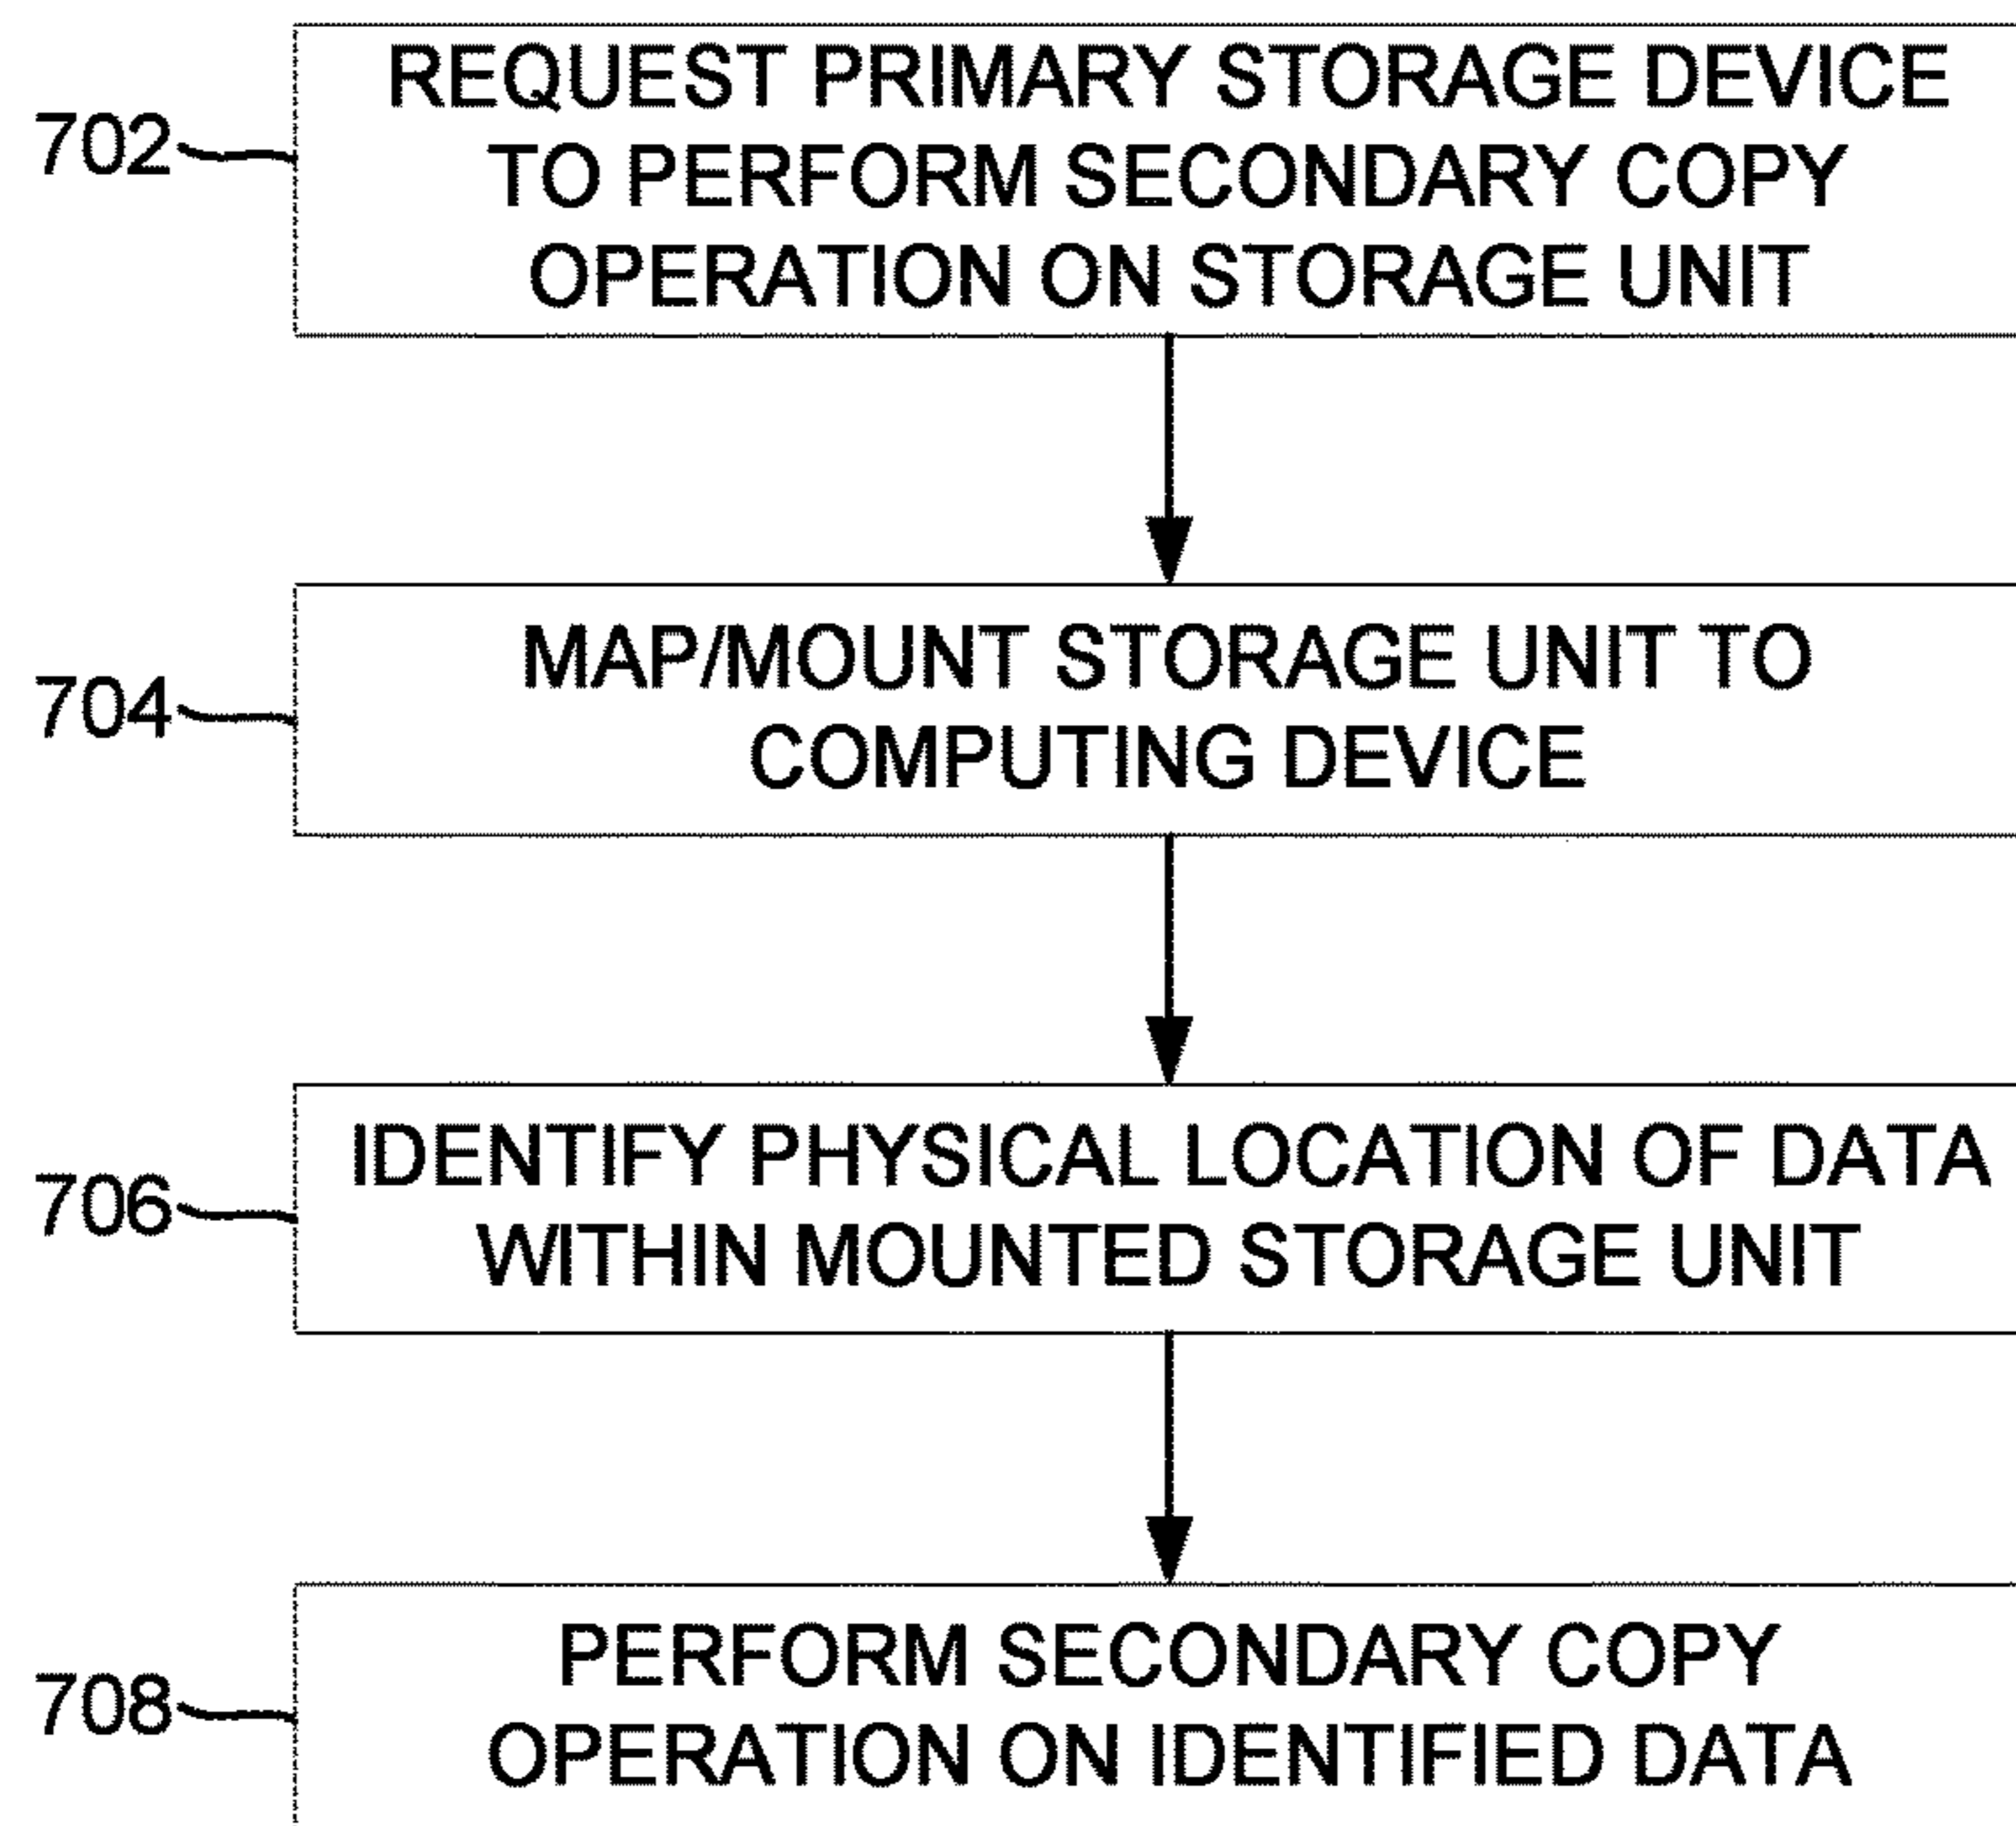 702
REQUEST PRIMARY STORAGE DEVICE
TO PERFORM SECONDARY COPY
OPERATION ON STORAGE UNIT
704
MAP/MOUNT STORAGE UNIT TO
COMPUTING DEVICE
706
IDENTIFY PHYSICAL LOCATION OF DATA
WITHIN MOUNTED STORAGE UNIT
708
PERFORM SECONDARY COPY
OPERATION ON IDENTIFIED DATA